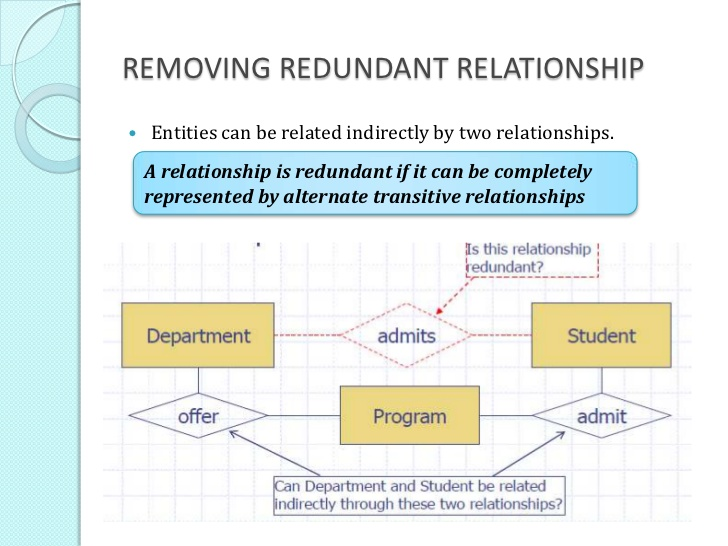 REMOVING REDUNDANT RELATIONSHIP
• Entities can be related indirectly by two relationships.
A relationship is redundant if it can be completely
represented by alternate transitive relationships
Is this relationship
redundant?
Department
admits
Student
offer
Program
admit
Can Department and Student be related
indirectly through these two relationships?